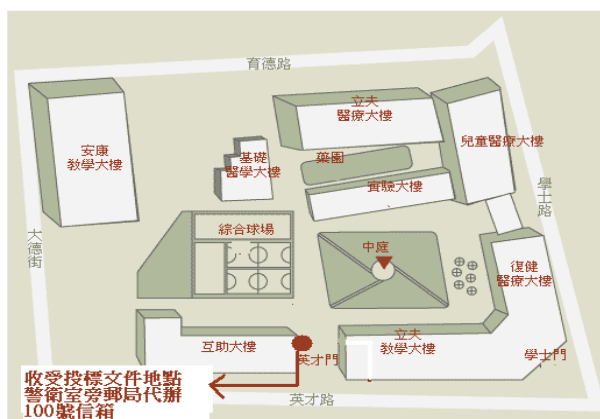 育德路
立夫
醫療大樓
兒童醫療大樓
安康
教學大樓
基礎
醫學大樓
藥園
實驗大樓
學士路
綜合球場
中庭
大德街
復健
醫療大樓
互助大樓
英才門
立夫
教學大樓
學士門
收受投標文件地點
警衛室旁郵局代辦
100號信箱
英才路